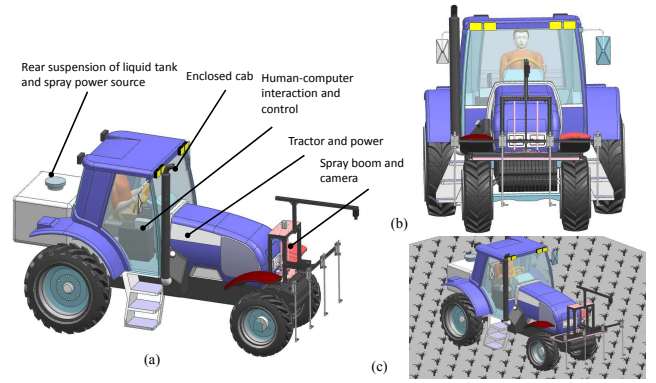 Rear suspension of liquid tank
and spray power source
Enclosed cab
Human-computer
interaction and
control
Tractor and power
Spray boom and
camera
(a)
(b)
(c)